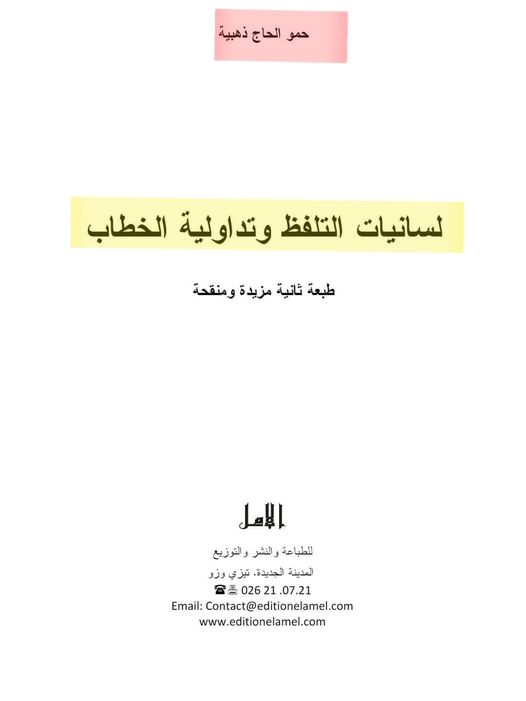 حمو الحاج ذهبية
لسانيات التلفظ وتداولية الخطاب
طبعة ثانية مزيدة ومنقحة
الأمل
للطباعة والنشر والتوزيع
المدينة الجديدة. تيزي وزو
026 21 .07.21
Email: Contact@editionelamel.com
www.editionelamel.com